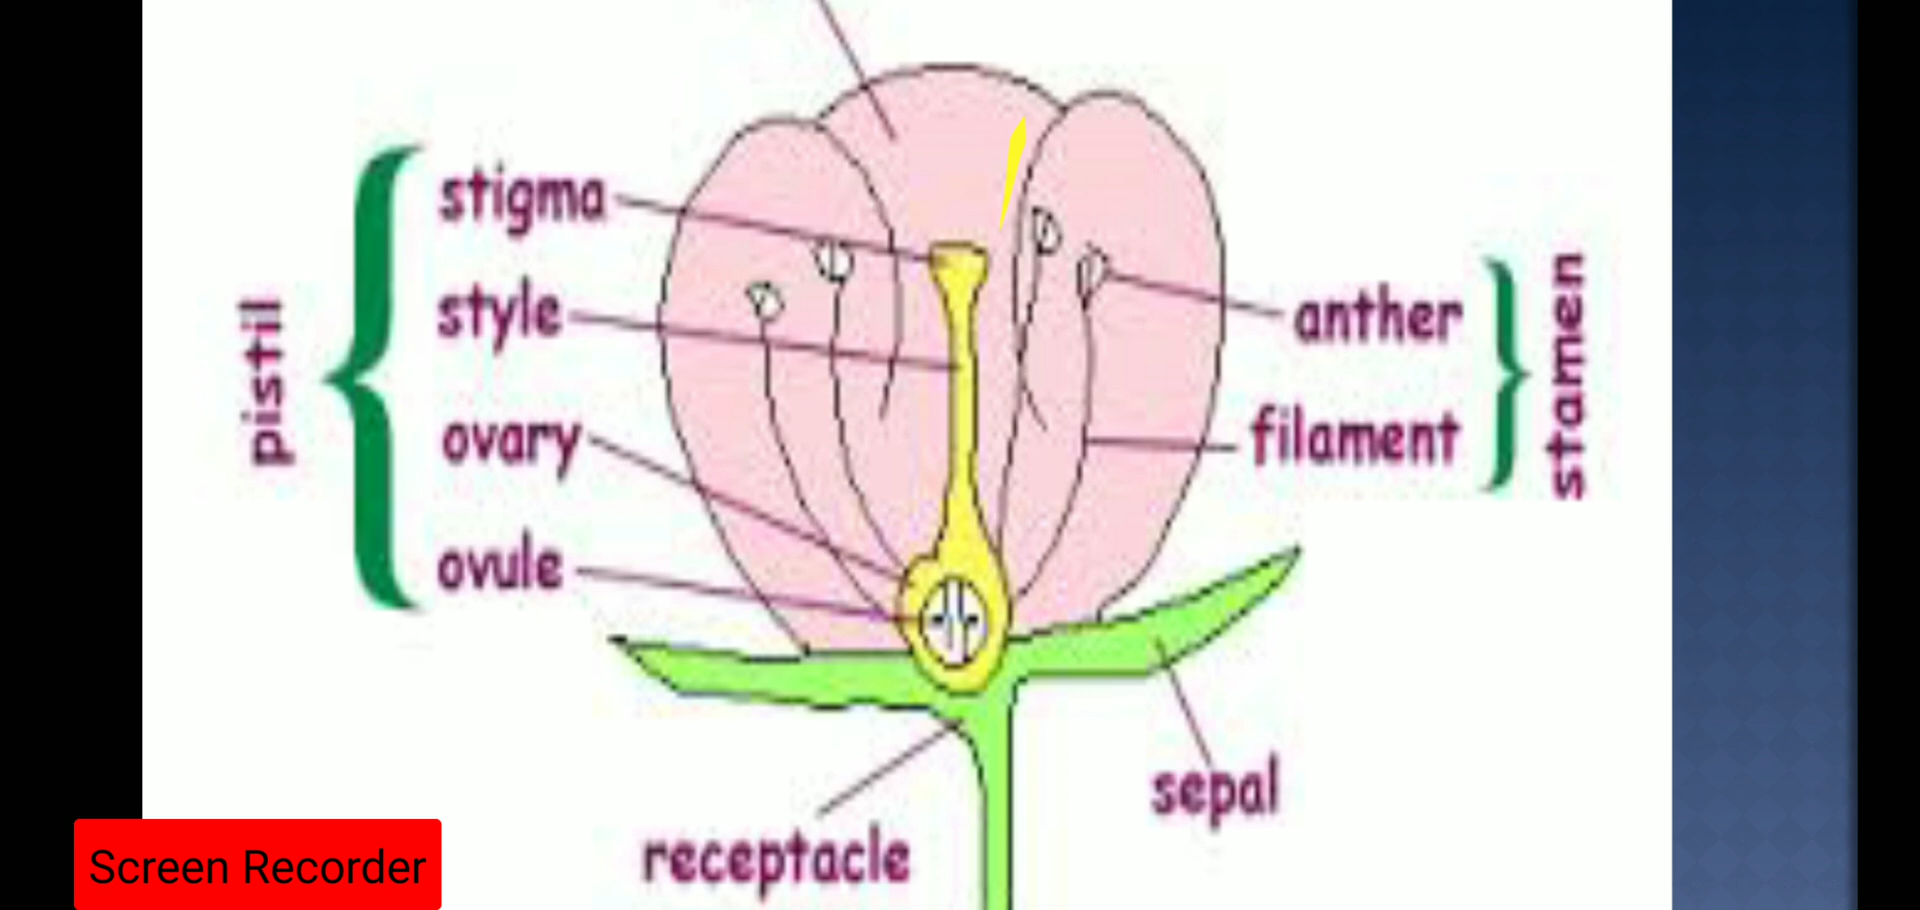 pistil
stigma
style
ovary
ovule
anther
filament
stamen
sepal
receptacle
Screen Recorder